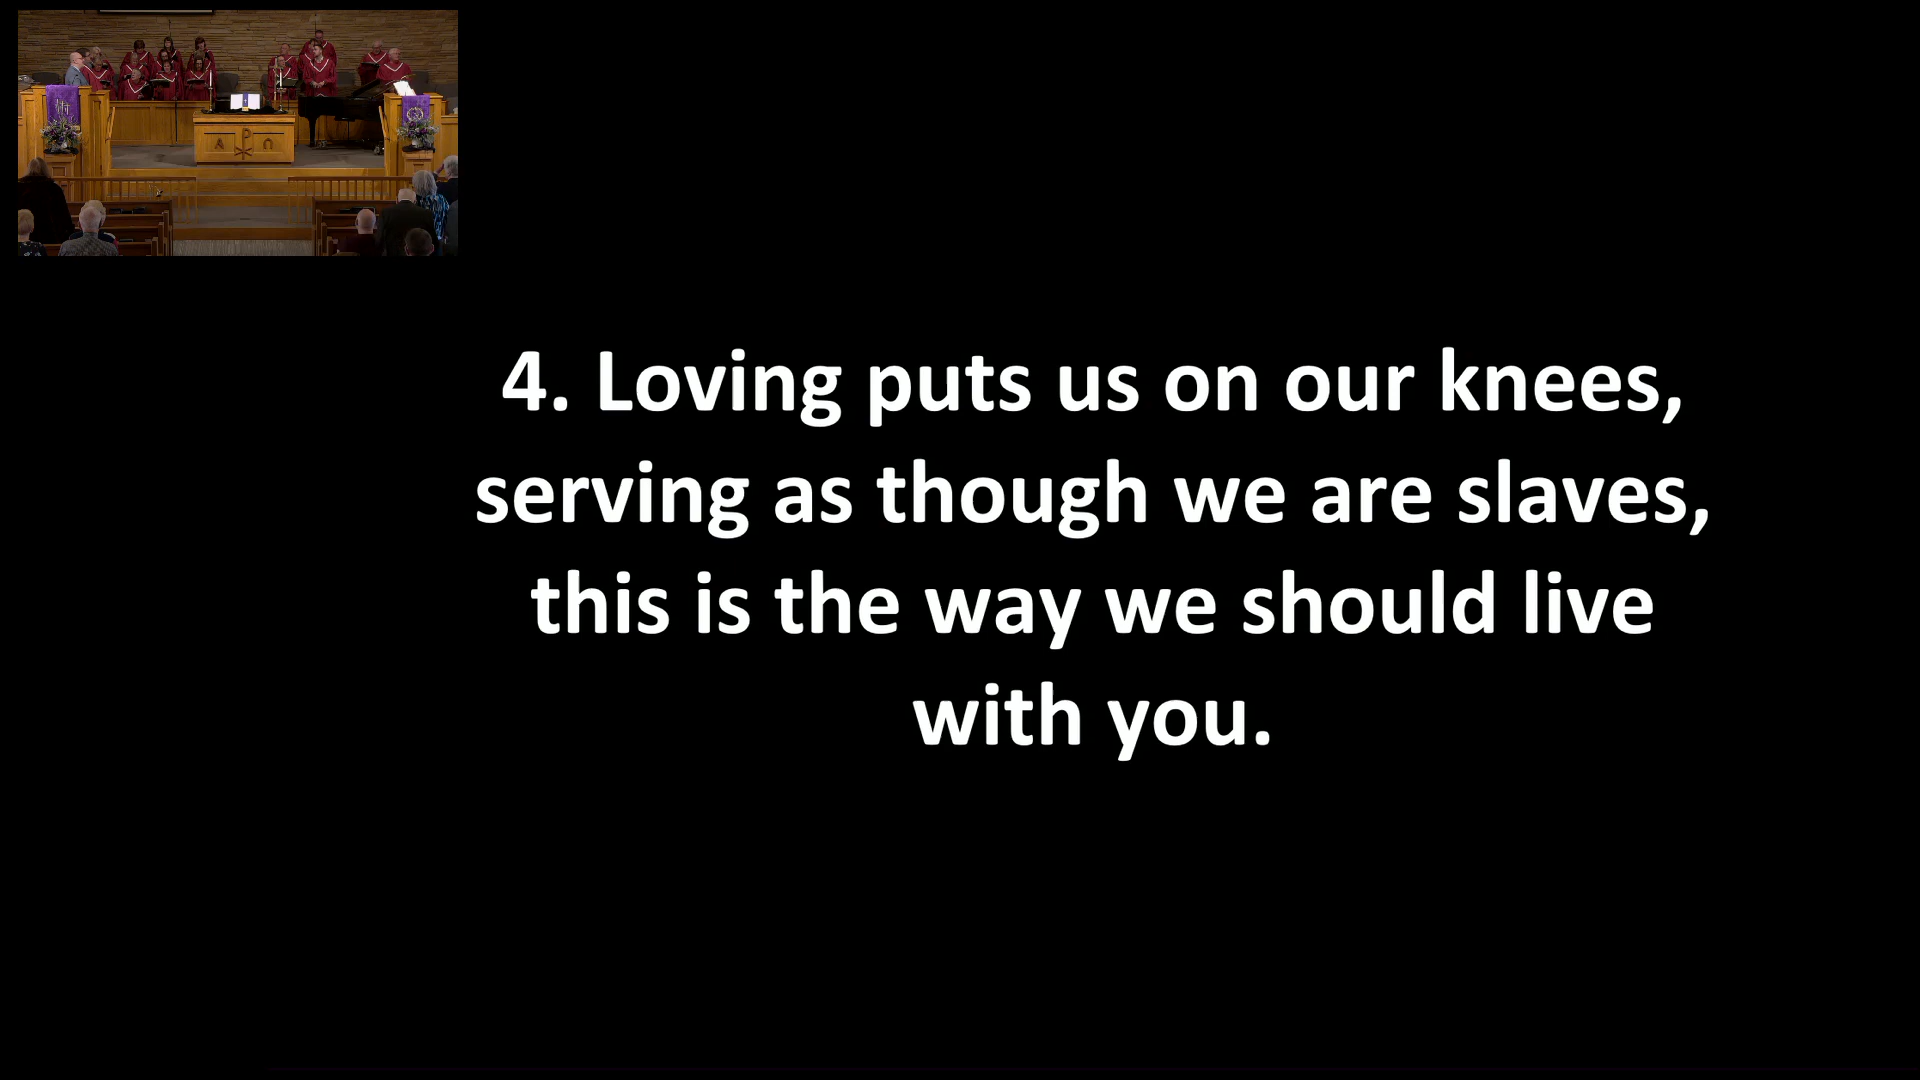 4. Loving puts us on our knees,
serving as though we are slaves,
this is the way we should live
with you.
Α Ω